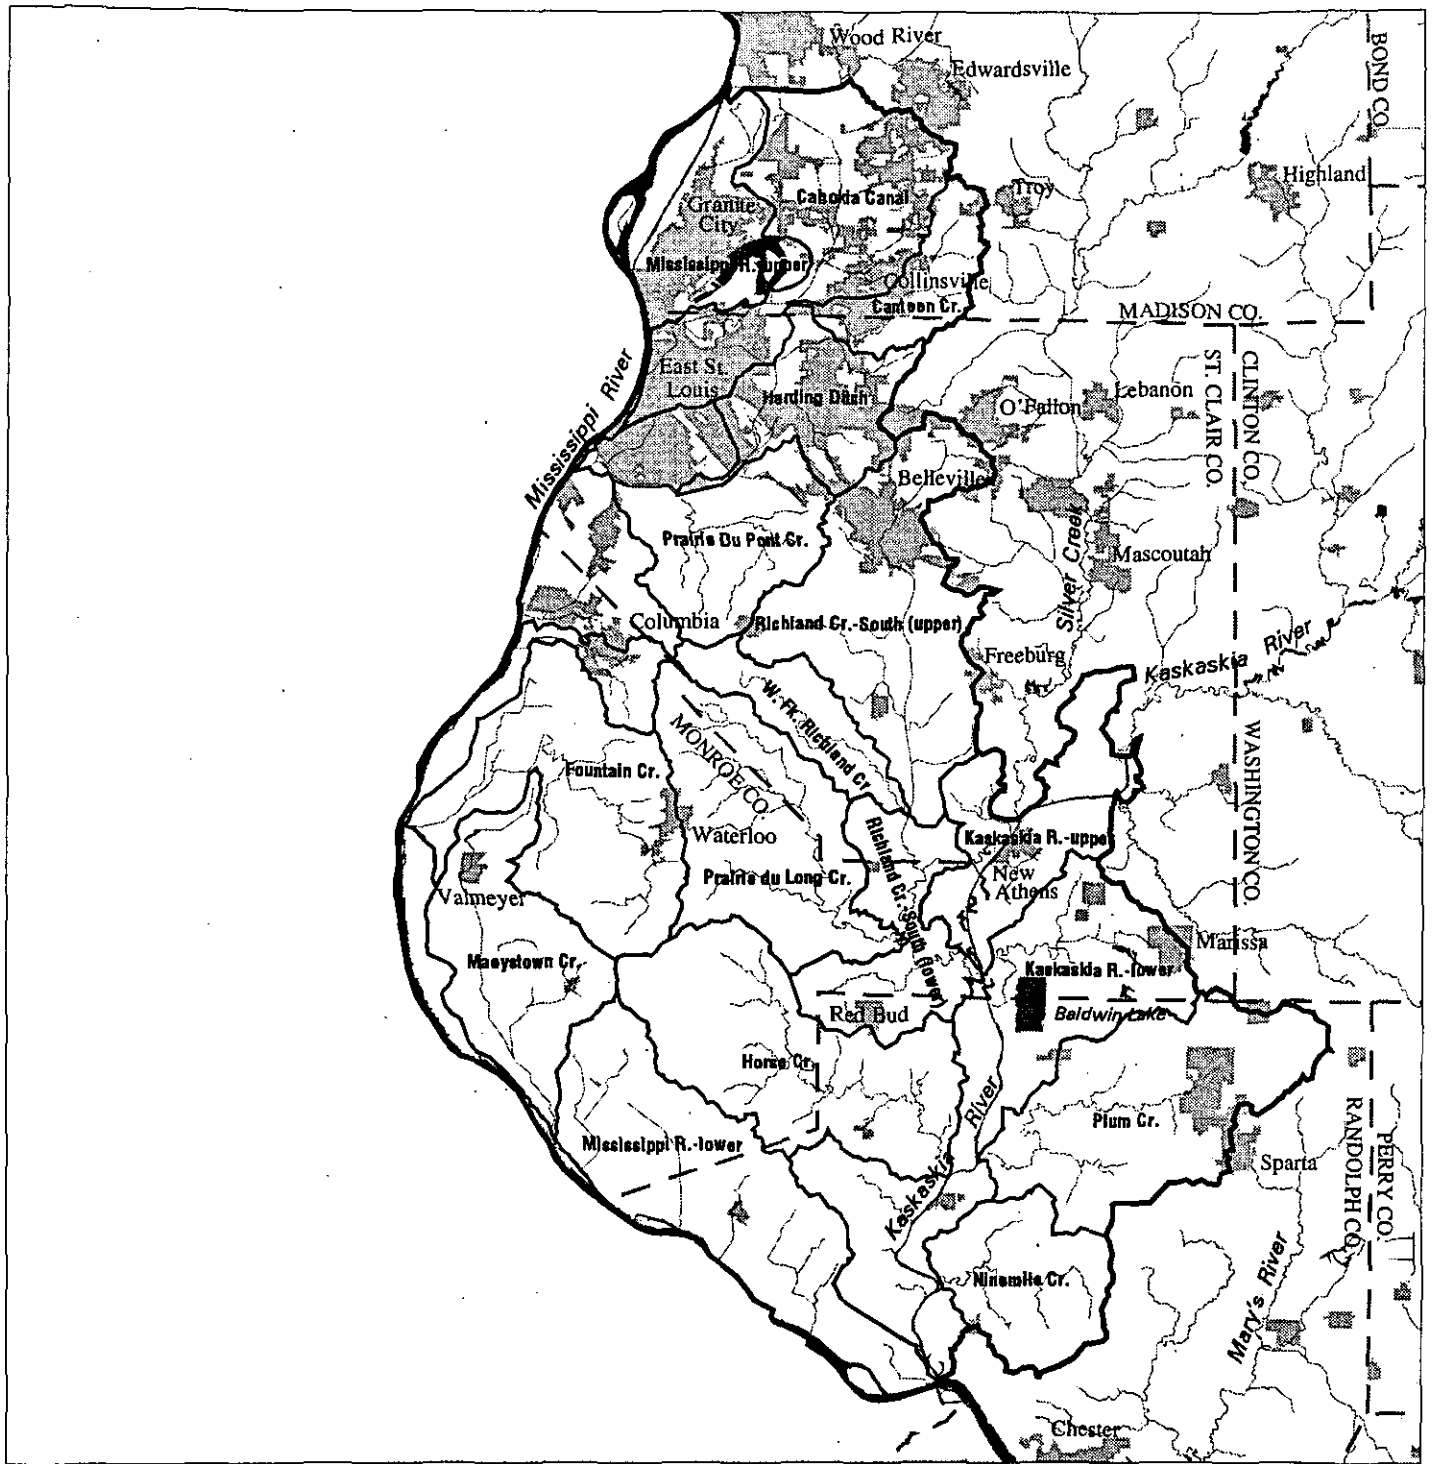 Wood River
Edwardsville
BOND CO.
Highland
Troy
Cahokia Canal
Granite
City
Mississippi R.-upper
Collinsville
Canteen Cr.
MADISON CO.
Mississippi River
East St.
Louis
Harding Ditch
O'Fallon
Lebanon
ST. CLAIR CO.
CLINTON CO.
Belleville
Prairie Du Pont Cr.
Silver Creek
Mascoutah
Columbia
Richland Cr.-South (upper)
Freeburg
Kaskaskia River
W. Fk. Richland Cr.
MONROE CO.
WASHINGTON CO.
Fountain Cr.
Waterloo
Richland Cr.-South (lower)
Kaskaskia R.-upper
Prairie du Long Cr.
New
Athens
Valmeyer
Marissa
Maeystown Cr.
Kaskaskia R.-lower
Red Bud
Baldwin Lake
Horse Cr.
Kaskaskia River
Plum Cr.
Mississippi R.-lower
Sparta
RANDOLPH CO.
PERRY CO.
Ninemile Cr.
Mary's River
Chester